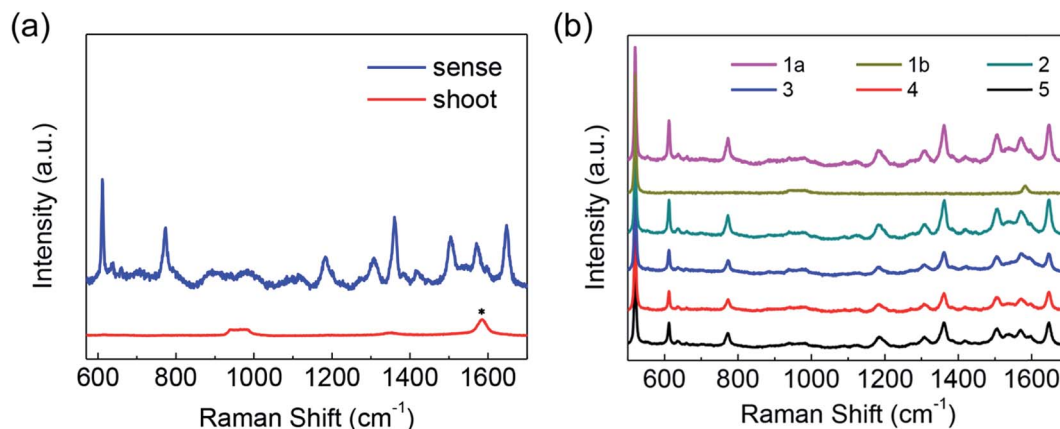 (a)
sense
shoot
Intensity (a.u.)
*
600 800 1000 1200 1400 1600
Raman Shift (cm⁻¹)
(b)
1a 1b 2
3 4 5
Intensity (a.u.)
600 800 1000 1200 1400 1600
Raman Shift (cm⁻¹)